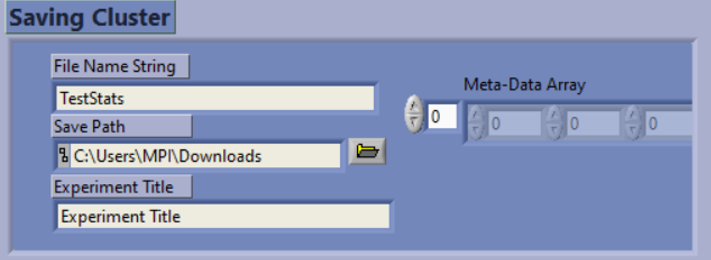 Saving Cluster
File Name String
TestStats
Save Path
C:\Users\MPI\Downloads
Experiment Title
Experiment Title
Meta-Data Array
0
0
0
0